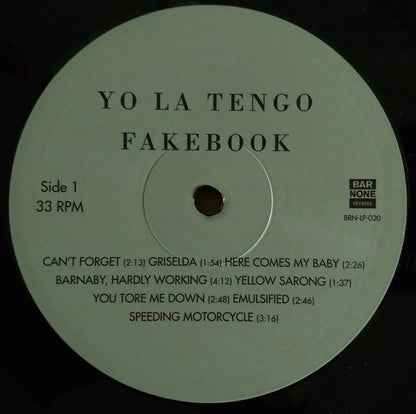 YO LA TENGO
FAKEBOOK
Side 1
33 RPM
BAR
NONE
RECORDS
BRN-LP-020
CAN'T FORGET (2:13) GRISELDA (1:54) HERE COMES MY BABY (2:26)
BARNABY, HARDLY WORKING (4:12) YELLOW SARONG (1:37)
YOU TORE ME DOWN (2:48) EMULSIFIED (2:46)
SPEEDING MOTORCYCLE (3:16)